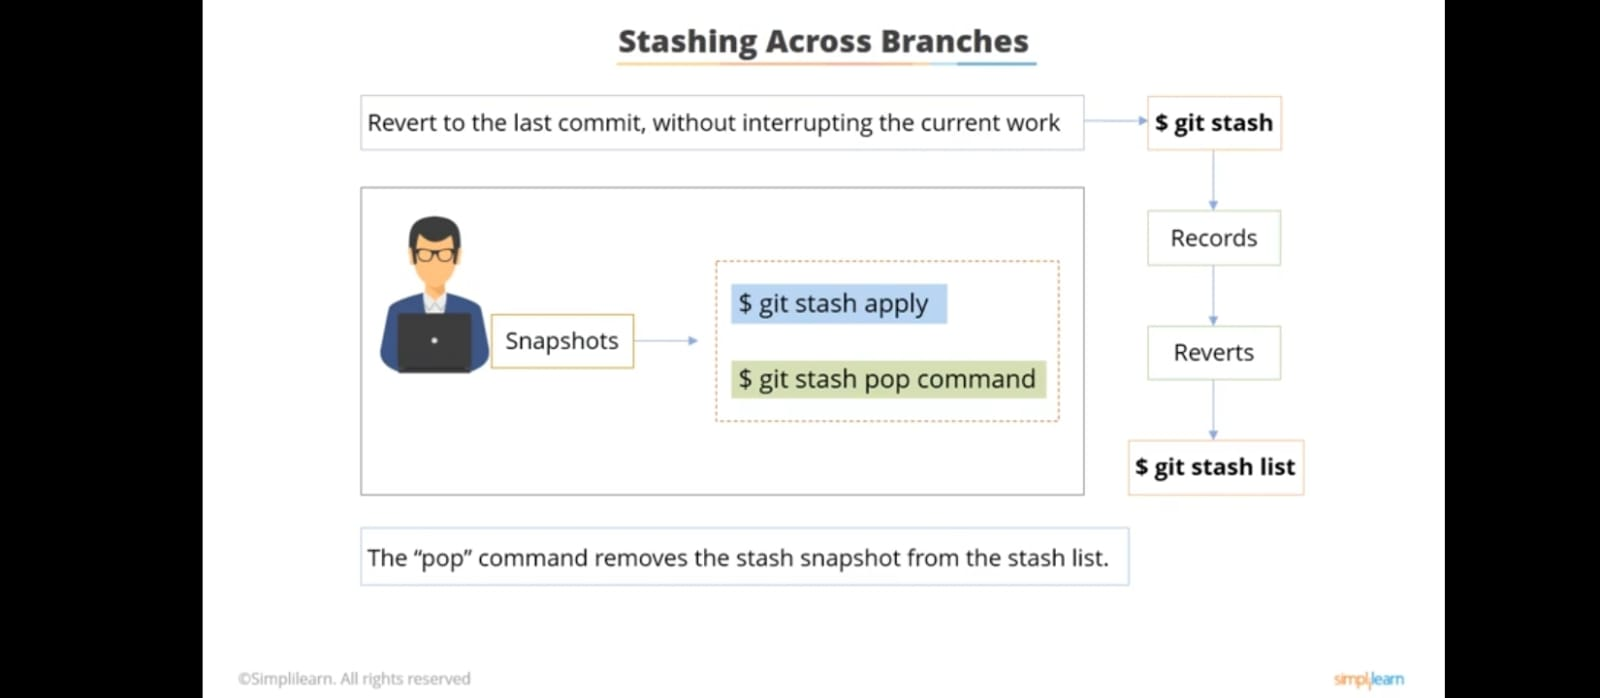 Stashing Across Branches
Revert to the last commit, without interrupting the current work
$ git stash
Records
Reverts
$ git stash list
Snapshots
$ git stash apply
$ git stash pop command
The “pop” command removes the stash snapshot from the stash list.
©Simplilearn. All rights reserved
simplilearn